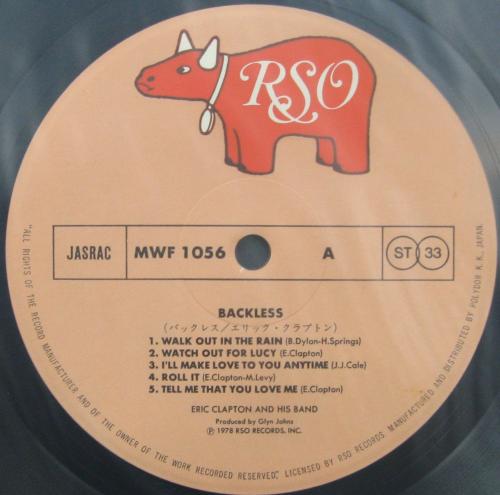 RSO
JASRAC MWF 1056 A ST 33
BACKLESS
(バックレス/エリック・クラプトン)
1. WALK OUT IN THE RAIN (B.Dylon-H.Springs)
2. WATCH OUT FOR LUCY (E.Clapton)
3. I'LL MAKE LOVE TO YOU ANYTIME (J.J.Cale)
4. ROLL IT (E.Clapton-M.Levy)
5. TELL ME THAT YOU LOVE ME (E.Clapton)
ERIC CLAPTON AND HIS BAND
Produced by Glyn Johns
℗ 1978 RSO RECORDS, INC.
"ALL RIGHTS OF THE RECORD MANUFACTURER AND OF THE OWNER OF THE WORK RECORDED RESERVED", LICENSED BY RSO RECORDS. MANUFACTURED AND DISTRIBUTED BY POLYDOR K. K., JAPAN.